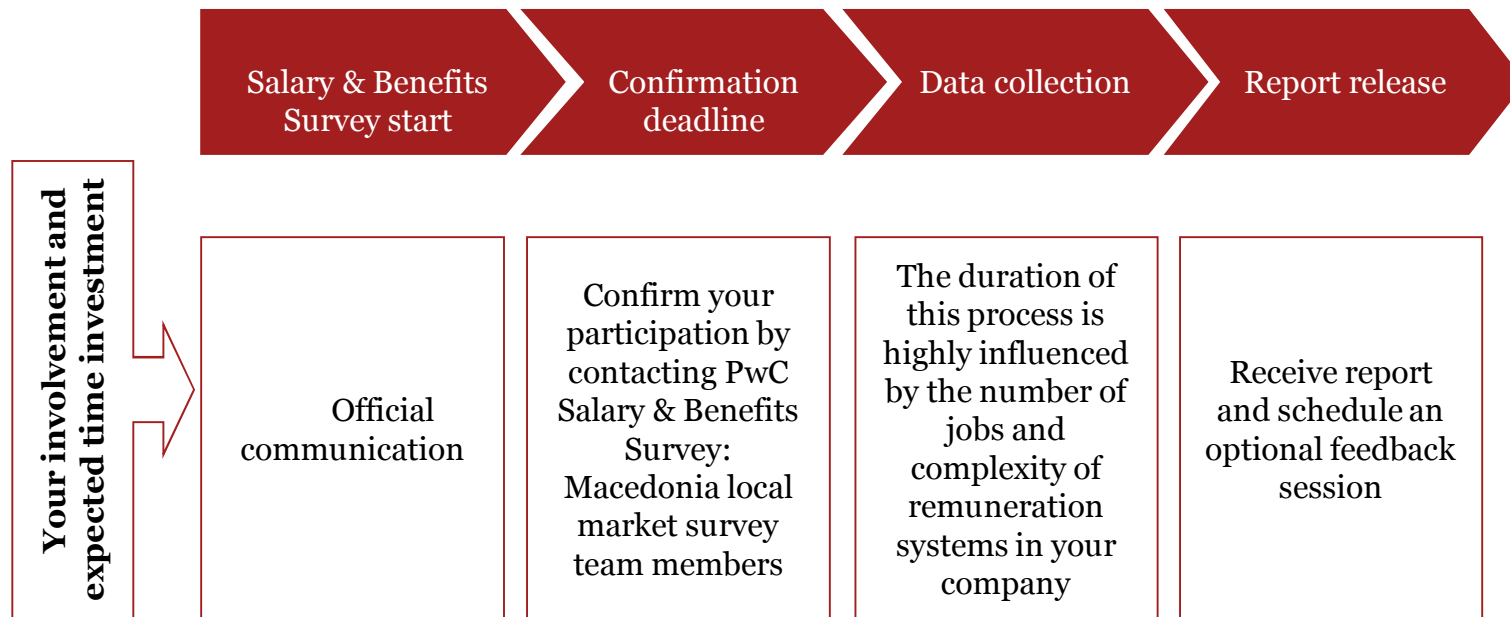 Salary & Benefits
Survey start
Confirmation
deadline
Data collection
Report release
Your involvement and
expected time investment
Official
communication
Confirm your
participation by
contacting PwC
Salary & Benefits
Survey:
Macedonia local
market survey
team members
The duration of
this process is
highly influenced
by the number of
jobs and
complexity of
remuneration
systems in your
company
Receive report
and schedule an
optional feedback
session